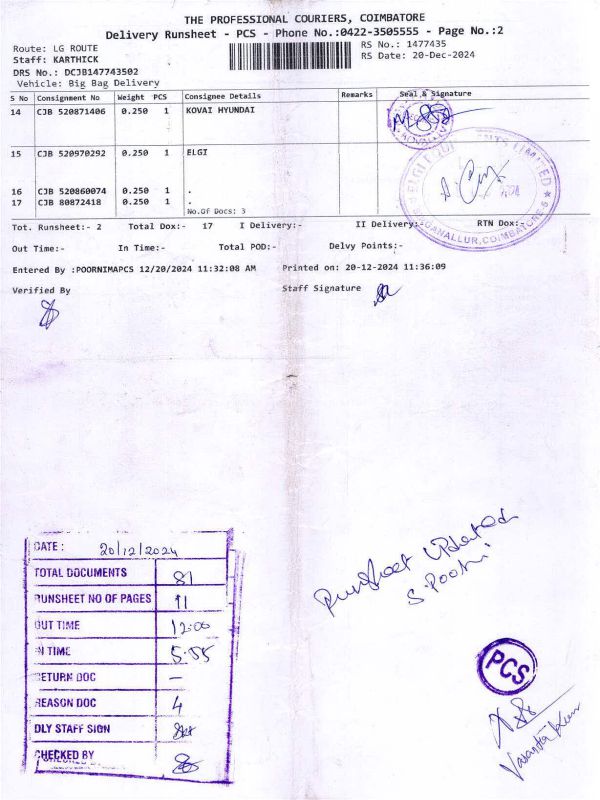 THE PROFESSIONAL COURIERS, COIMBATORE
Delivery Runsheet - PCS - Phone No.:0422-3505555 - Page No.:2
Route: LG ROUTE
RS No.: 1477435
Staff: KARTHICK
RS Date: 20-Dec-2024
DRS No.: DCJB147743502
Vehicle: Big Bag Delivery
S No Consignment No Weight PCS Consignee Details Remarks Seal & Signature
14 CJB 520871406 0.250 1 KOVAI HYUNDAI
15 CJB 520970292 0.250 1 ELGI
16 CJB 520860074 0.250 1 .
17 CJB 80872418 0.250 1 .
No.Of Docs: 3
Tot. Runsheet:- 2 Total Dox:- 17 I Delivery:- II Delivery:- RTN Dox:-
Out Time:- In Time:- Total POD:- Delvy Points:-
Entered By :POORNIMAPCS 12/20/2024 11:32:08 AM Printed on: 20-12-2024 11:36:09
Verified By
Staff Signature
Runsheet Updated
DATE : 20/12/2024
TOTAL DOCUMENTS 81
RUNSHEET NO OF PAGES 11
OUT TIME 12:00
IN TIME 5:55
RETURN DOC —
REASON DOC 4
DLY STAFF SIGN
CHECKED BY
PCS